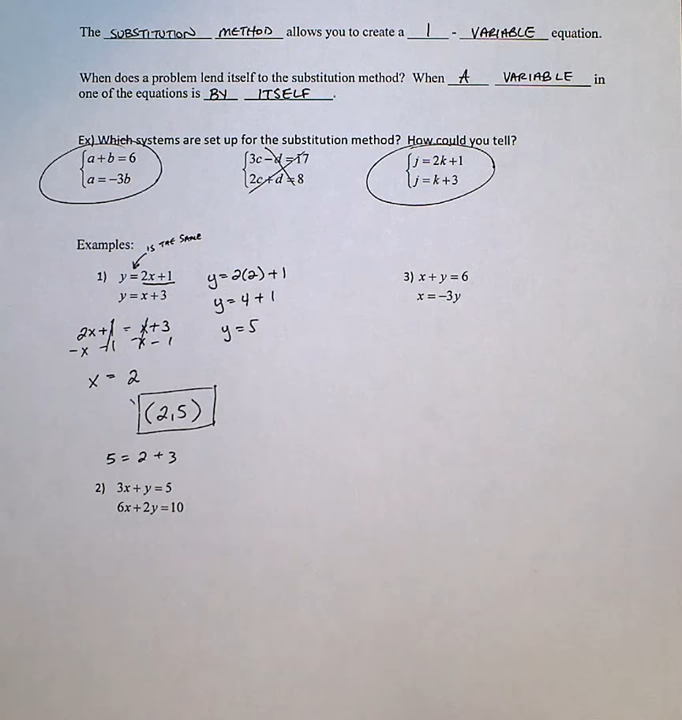 The SUBSTITUTION METHOD allows you to create a 1 - VARIABLE equation.
When does a problem lend itself to the substitution method? When A VARIABLE in
one of the equations is BY ITSELF.
Ex) Which systems are set up for the substitution method? How could you tell?
{a+b=6 {3c-d=17 {j=2k+1
a=-3b 2c+d=8 j=k+3
Examples: IS THE SAME
1) y=2x+1 y=2(2)+1 3) x+y=6
y=x+3 y=4+1 x=-3y
2x+1 = x+3 y=5
-x -1 -x -1
x = 2
(2,5)
5 = 2 + 3
2) 3x+y=5
6x+2y=10